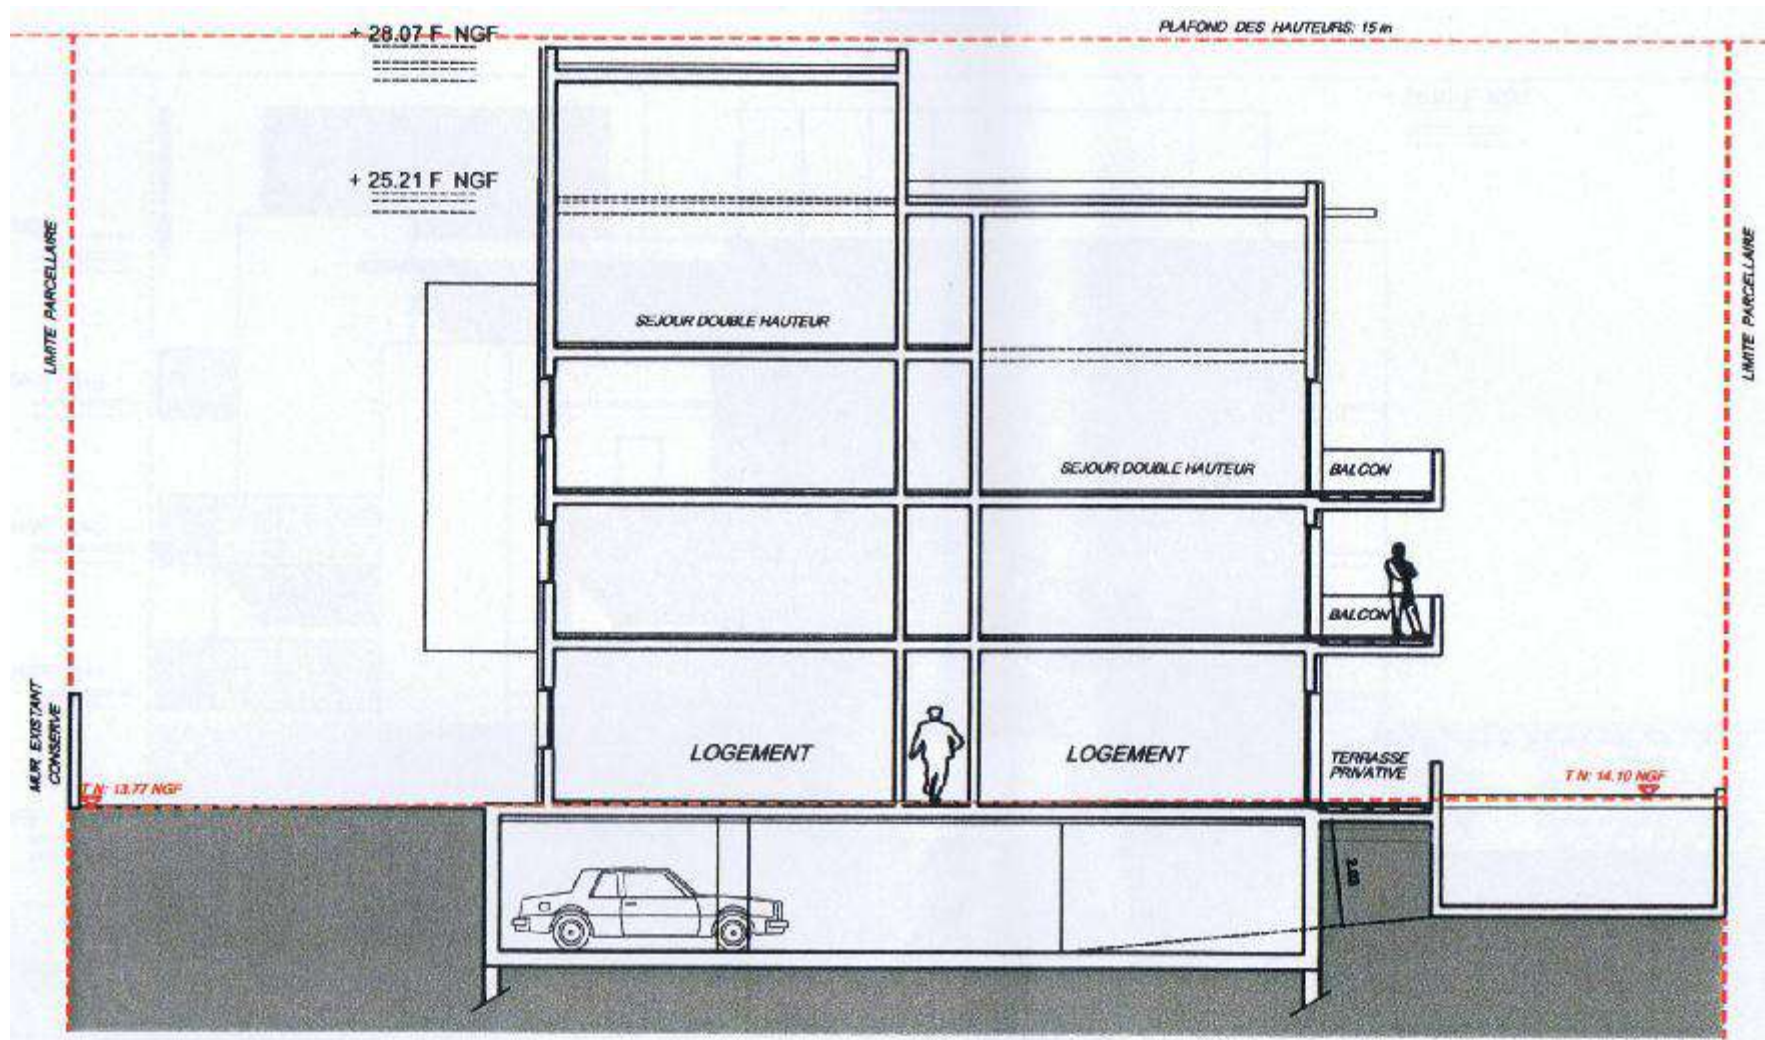 + 28.07 F NGF
PLAFOND DES HAUTEURS: 15 m
+ 25.21 F NGF
LIMITE PARCELLAIRE
LIMITE PARCELLAIRE
SEJOUR DOUBLE HAUTEUR
SEJOUR DOUBLE HAUTEUR
BALCON
BALCON
MUR EXISTANT
CONSERVE
LOGEMENT
LOGEMENT
TERRASSE
PRIVATIVE
T N: 13.77 NGF
T N: 14.10 NGF